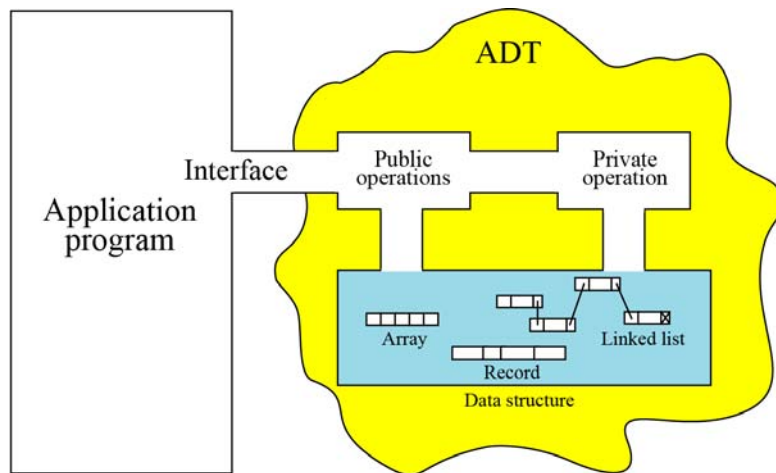 ADT
Interface
Public
operations
Private
operation
Application
program
Array
Linked list
Record
Data structure